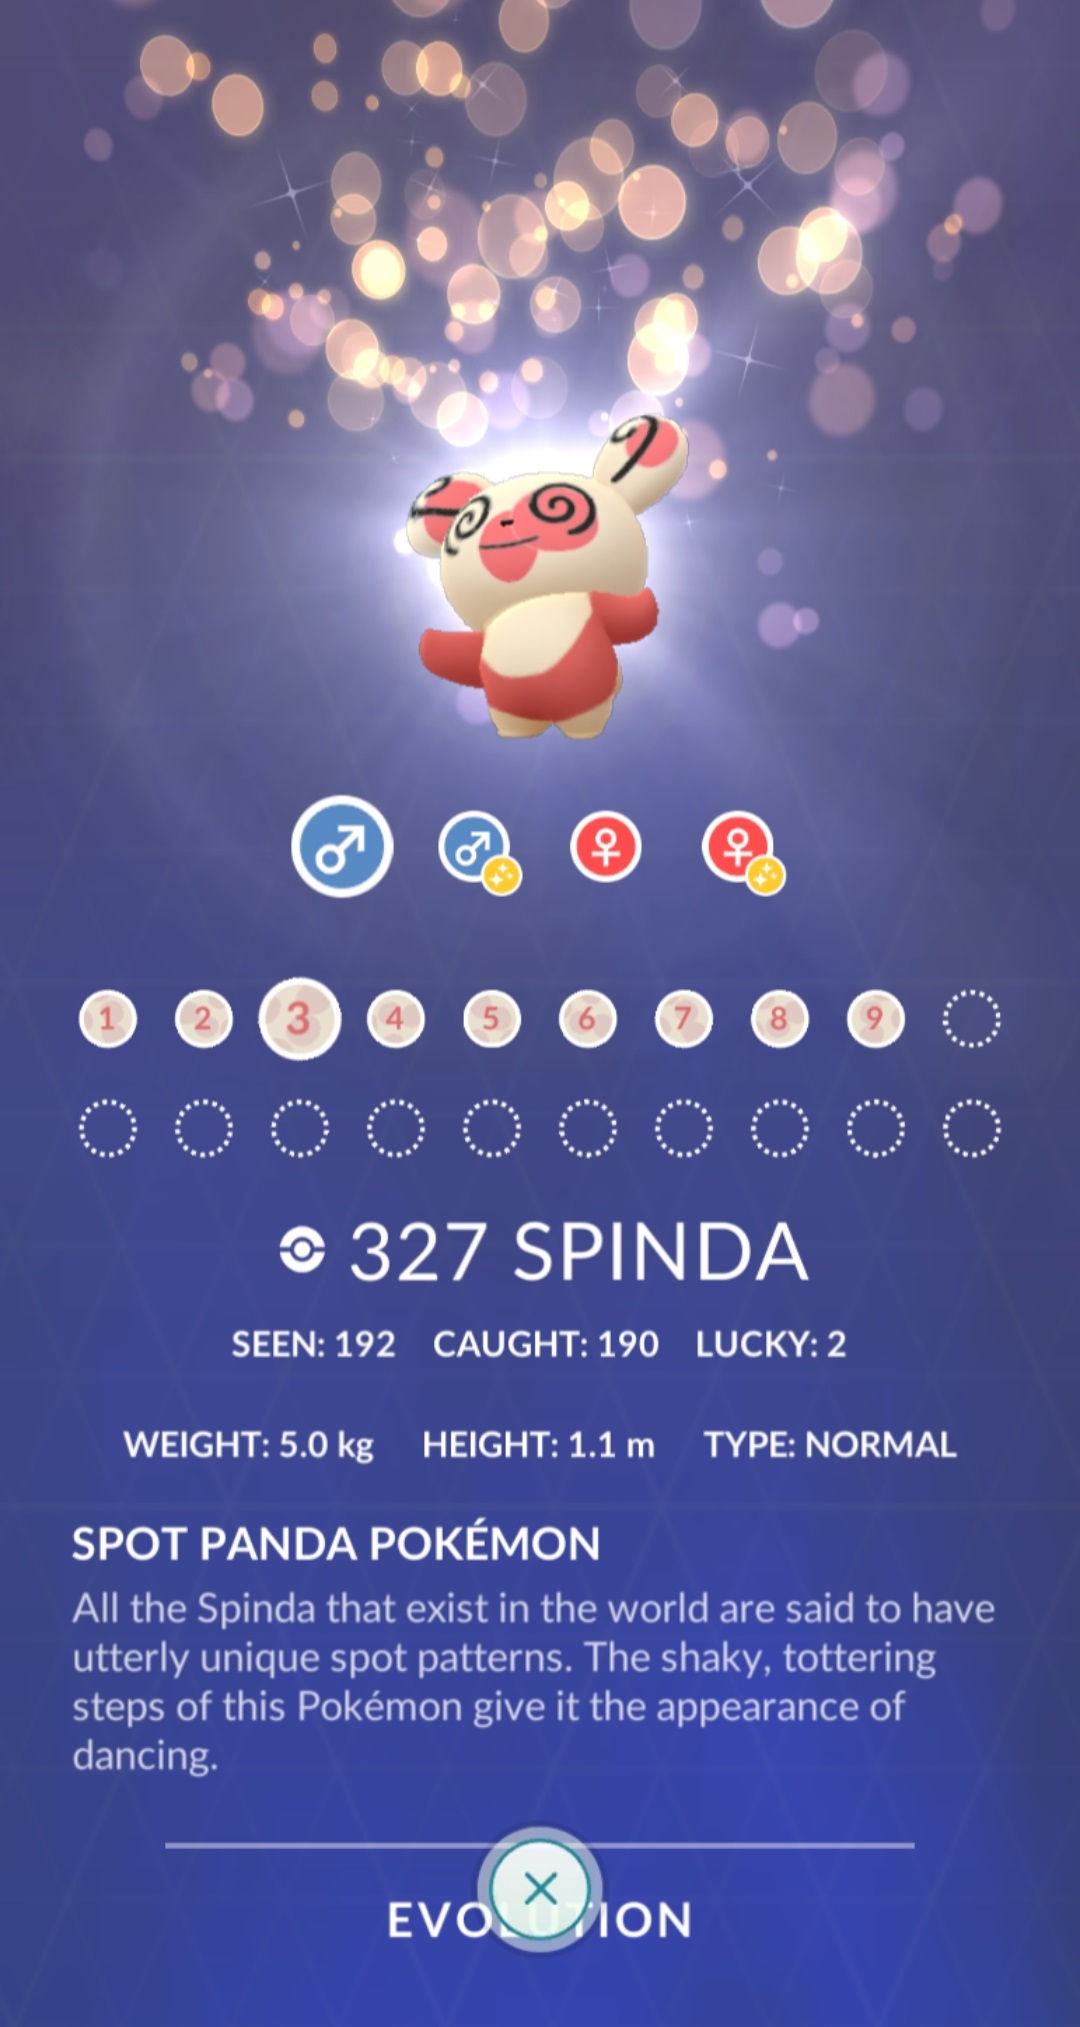 1 2 3 4 5 6 7 8 9
327 SPINDA
SEEN: 192 CAUGHT: 190 LUCKY: 2
WEIGHT: 5.0 kg HEIGHT: 1.1 m TYPE: NORMAL
SPOT PANDA POKÉMON
All the Spinda that exist in the world are said to have
utterly unique spot patterns. The shaky, tottering
steps of this Pokémon give it the appearance of
dancing.
EVOLUTION